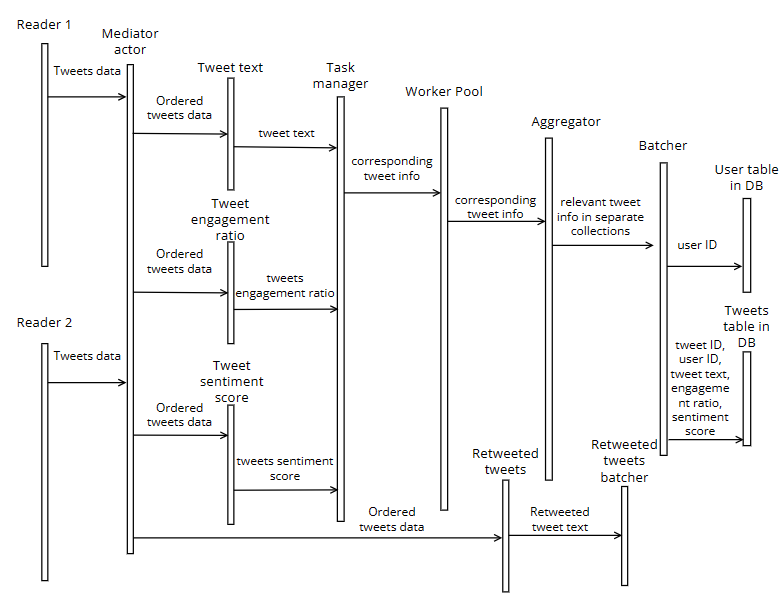 Reader 1
Mediator
actor
Tweets data
Tweet text
Task
manager
Worker Pool
Aggregator
Batcher
User table
in DB
Ordered
tweets data
tweet text
corresponding
tweet info
corresponding
tweet info
relevant tweet
info in separate
collections
user ID
Tweet
engagement
ratio
Ordered
tweets data
tweets
engagement ratio
Reader 2
Tweets data
Tweets
table in
DB
tweet ID,
user ID,
tweet text,
engageme
nt ratio,
sentiment
score
Tweet
sentiment
score
Ordered
tweets data
tweets sentiment
score
Retweeted
tweets
Retweeted
tweets
batcher
Ordered
tweets data
Retweeted
tweet text